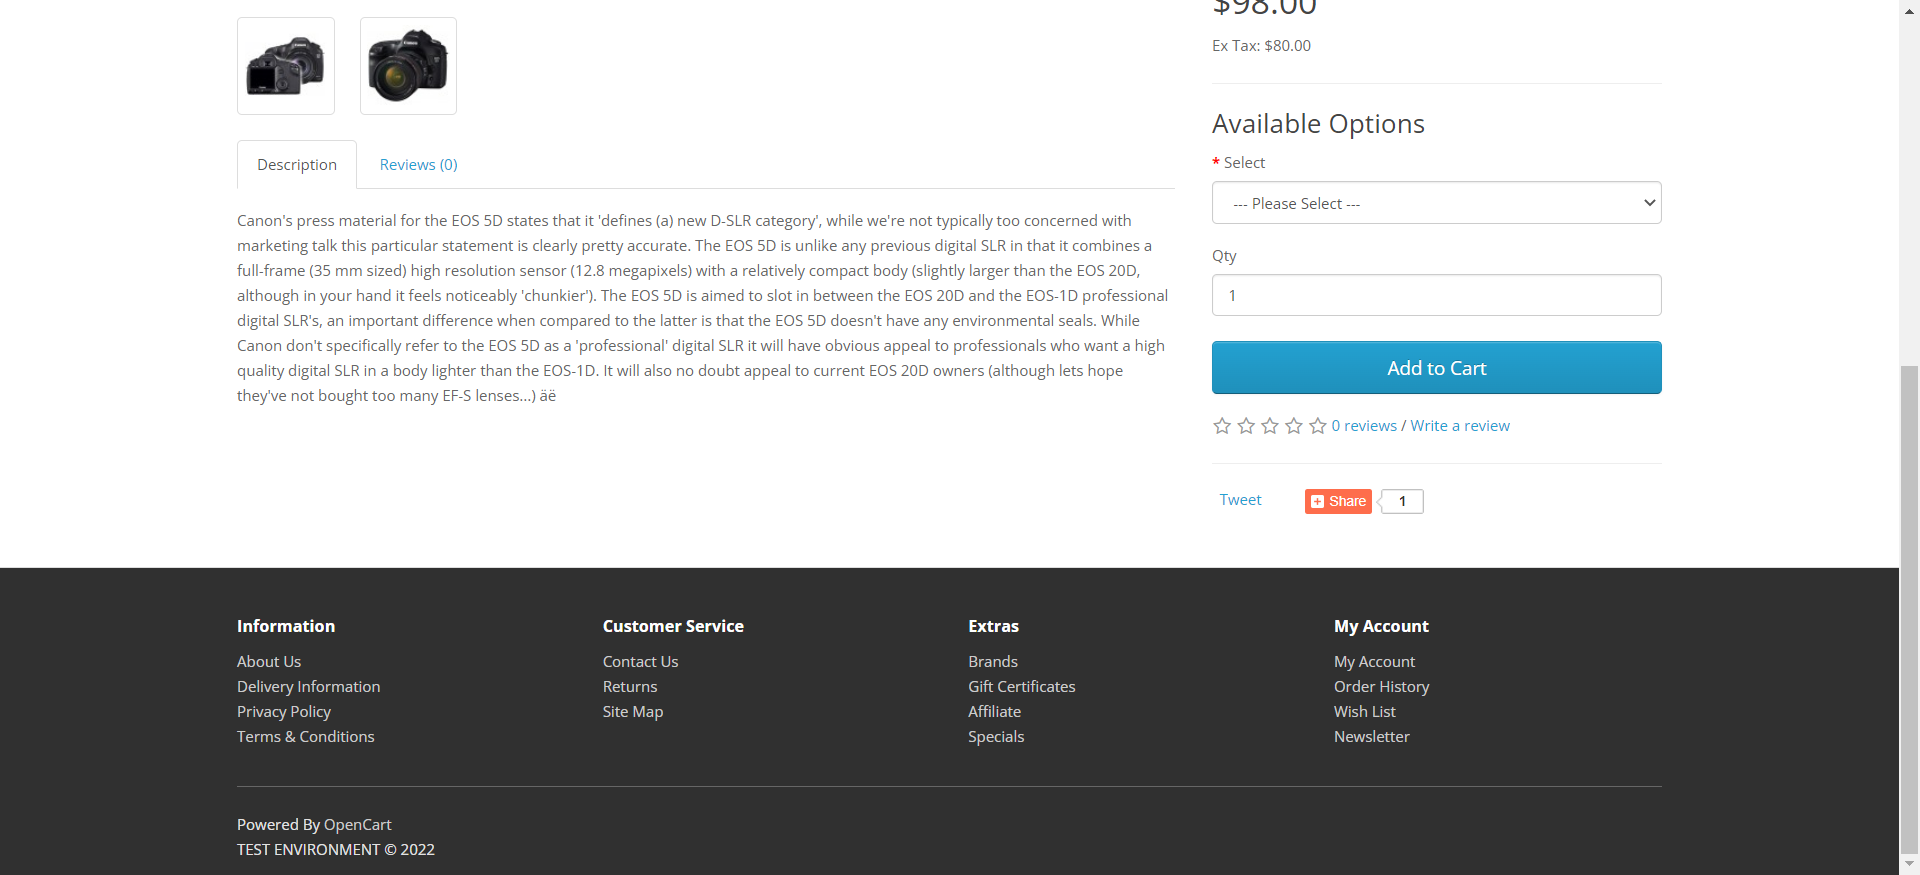 $98.00
Ex Tax: $80.00
Available Options
* Select
--- Please Select ---
Qty
1
Add to Cart
0 reviews / Write a review
Tweet
Share
1
Description
Reviews (0)
Canon's press material for the EOS 5D states that it 'defines (a) new D-SLR category', while we're not typically too concerned with
marketing talk this particular statement is clearly pretty accurate. The EOS 5D is unlike any previous digital SLR in that it combines a
full-frame (35 mm sized) high resolution sensor (12.8 megapixels) with a relatively compact body (slightly larger than the EOS 20D,
although in your hand it feels noticeably 'chunkier'). The EOS 5D is aimed to slot in between the EOS 20D and the EOS-1D professional
digital SLR's, an important difference when compared to the latter is that the EOS 5D doesn't have any environmental seals. While
Canon don't specifically refer to the EOS 5D as a 'professional' digital SLR it will have obvious appeal to professionals who want a high
quality digital SLR in a body lighter than the EOS-1D. It will also no doubt appeal to current EOS 20D owners (although lets hope
they've not bought too many EF-S lenses...) äë
Information
About Us
Delivery Information
Privacy Policy
Terms & Conditions
Customer Service
Contact Us
Returns
Site Map
Extras
Brands
Gift Certificates
Affiliate
Specials
My Account
My Account
Order History
Wish List
Newsletter
Powered By OpenCart
TEST ENVIRONMENT © 2022